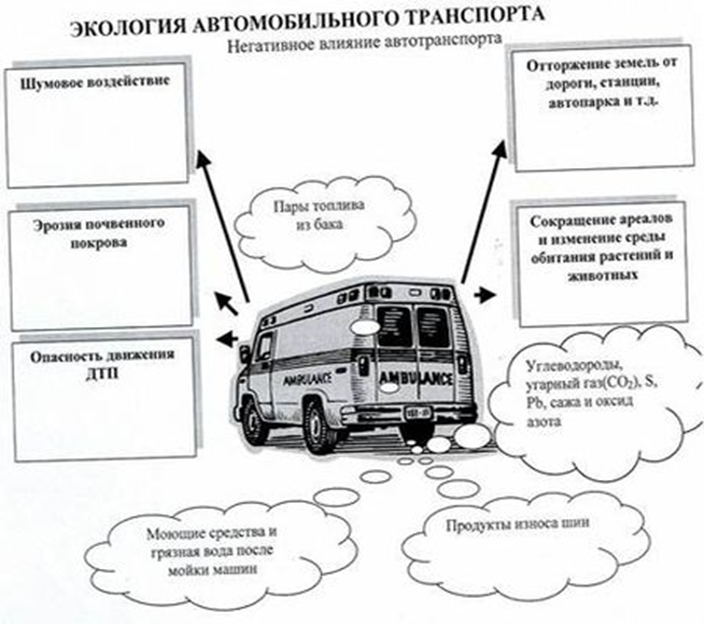 ЭКОЛОГИЯ АВТОМОБИЛЬНОГО ТРАНСПОРТА
Негативное влияние автотранспорта
Шумовое воздействие
Отторжение земель от
дороги, станции,
автопарка и т.д.
Пары топлива
из бака
Эрозия почвенного
покрова
Сокращение ареалов
и изменение среды
обитания растений и
животных
Опасность движения
ДТП
AMBULANCE
AMBULANCE
Углеводороды,
угарный газ(CO₂), S,
Pb, сажа и оксид
азота
Моющие средства и
грязная вода после
мойки машин
Продукты износа шин